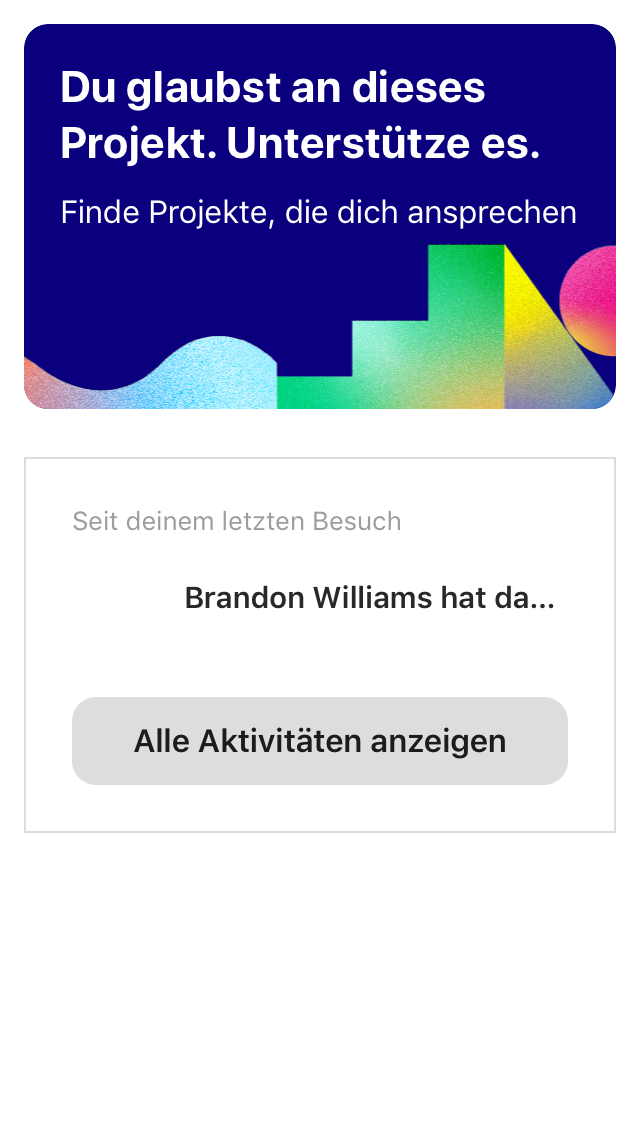 Du glaubst an dieses
Projekt. Unterstütze es.
Finde Projekte, die dich ansprechen
Seit deinem letzten Besuch
Brandon Williams hat da...
Alle Aktivitäten anzeigen